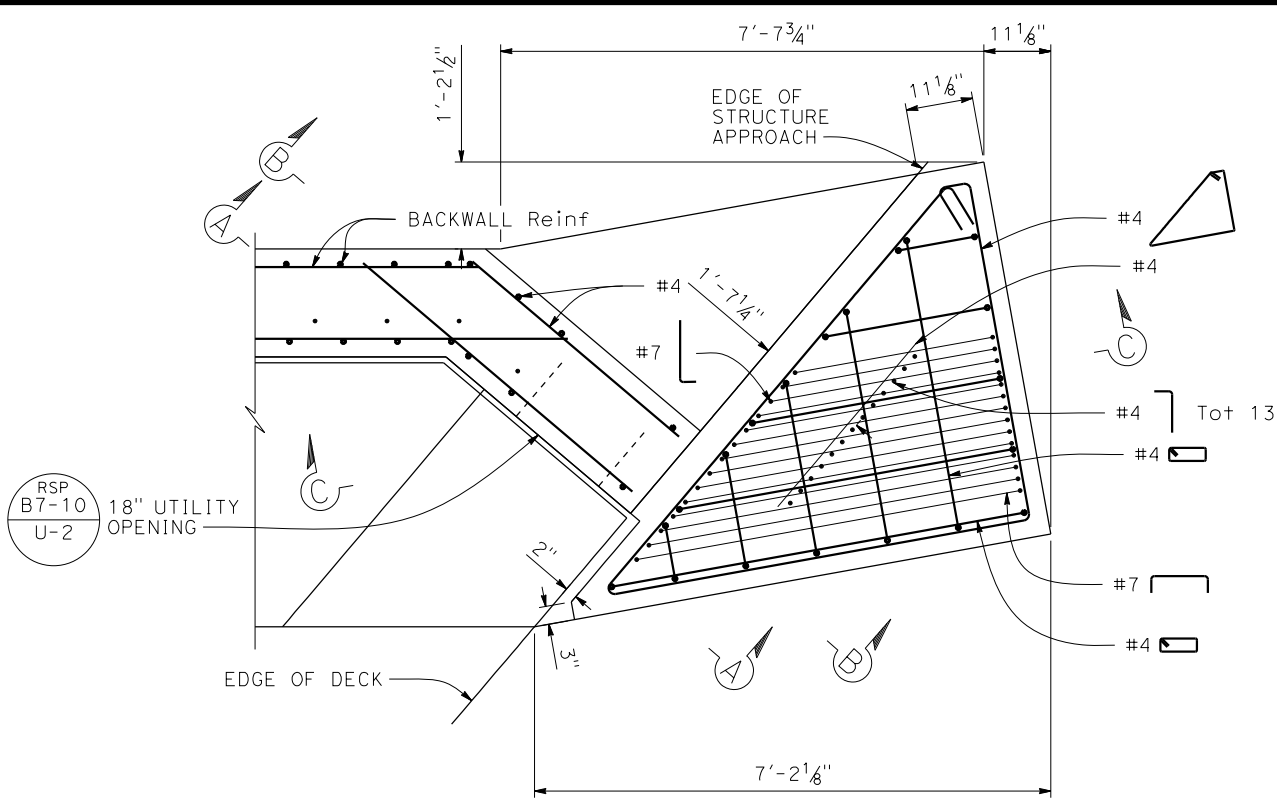 7'-7¾"
11⅛"
1'-2½"
11⅛"
EDGE OF
STRUCTURE
APPROACH
B
A
BACKWALL Reinf
#4
#4
#4
1'-7¼"
#7
C
#4
Tot 13
#4
C
RSP
B7-10
U-2
18" UTILITY
OPENING
2"
#7
#4
3"
A
B
EDGE OF DECK
7'-2⅛"